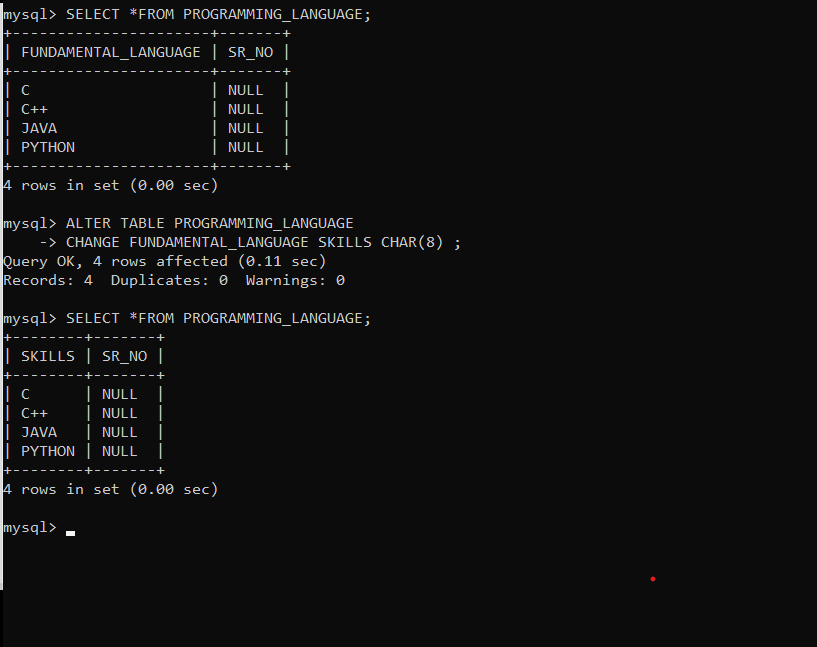 mysql> SELECT *FROM PROGRAMMING_LANGUAGE;
+----------------------+-------+
| FUNDAMENTAL_LANGUAGE | SR_NO |
+----------------------+-------+
| C                    | NULL  |
| C++                  | NULL  |
| JAVA                 | NULL  |
| PYTHON               | NULL  |
+----------------------+-------+
4 rows in set (0.00 sec)
mysql> ALTER TABLE PROGRAMMING_LANGUAGE
    -> CHANGE FUNDAMENTAL_LANGUAGE SKILLS CHAR(8) ;
Query OK, 4 rows affected (0.11 sec)
Records: 4  Duplicates: 0  Warnings: 0
mysql> SELECT *FROM PROGRAMMING_LANGUAGE;
+--------+-------+
| SKILLS | SR_NO |
+--------+-------+
| C      | NULL  |
| C++    | NULL  |
| JAVA   | NULL  |
| PYTHON | NULL  |
+--------+-------+
4 rows in set (0.00 sec)
mysql>